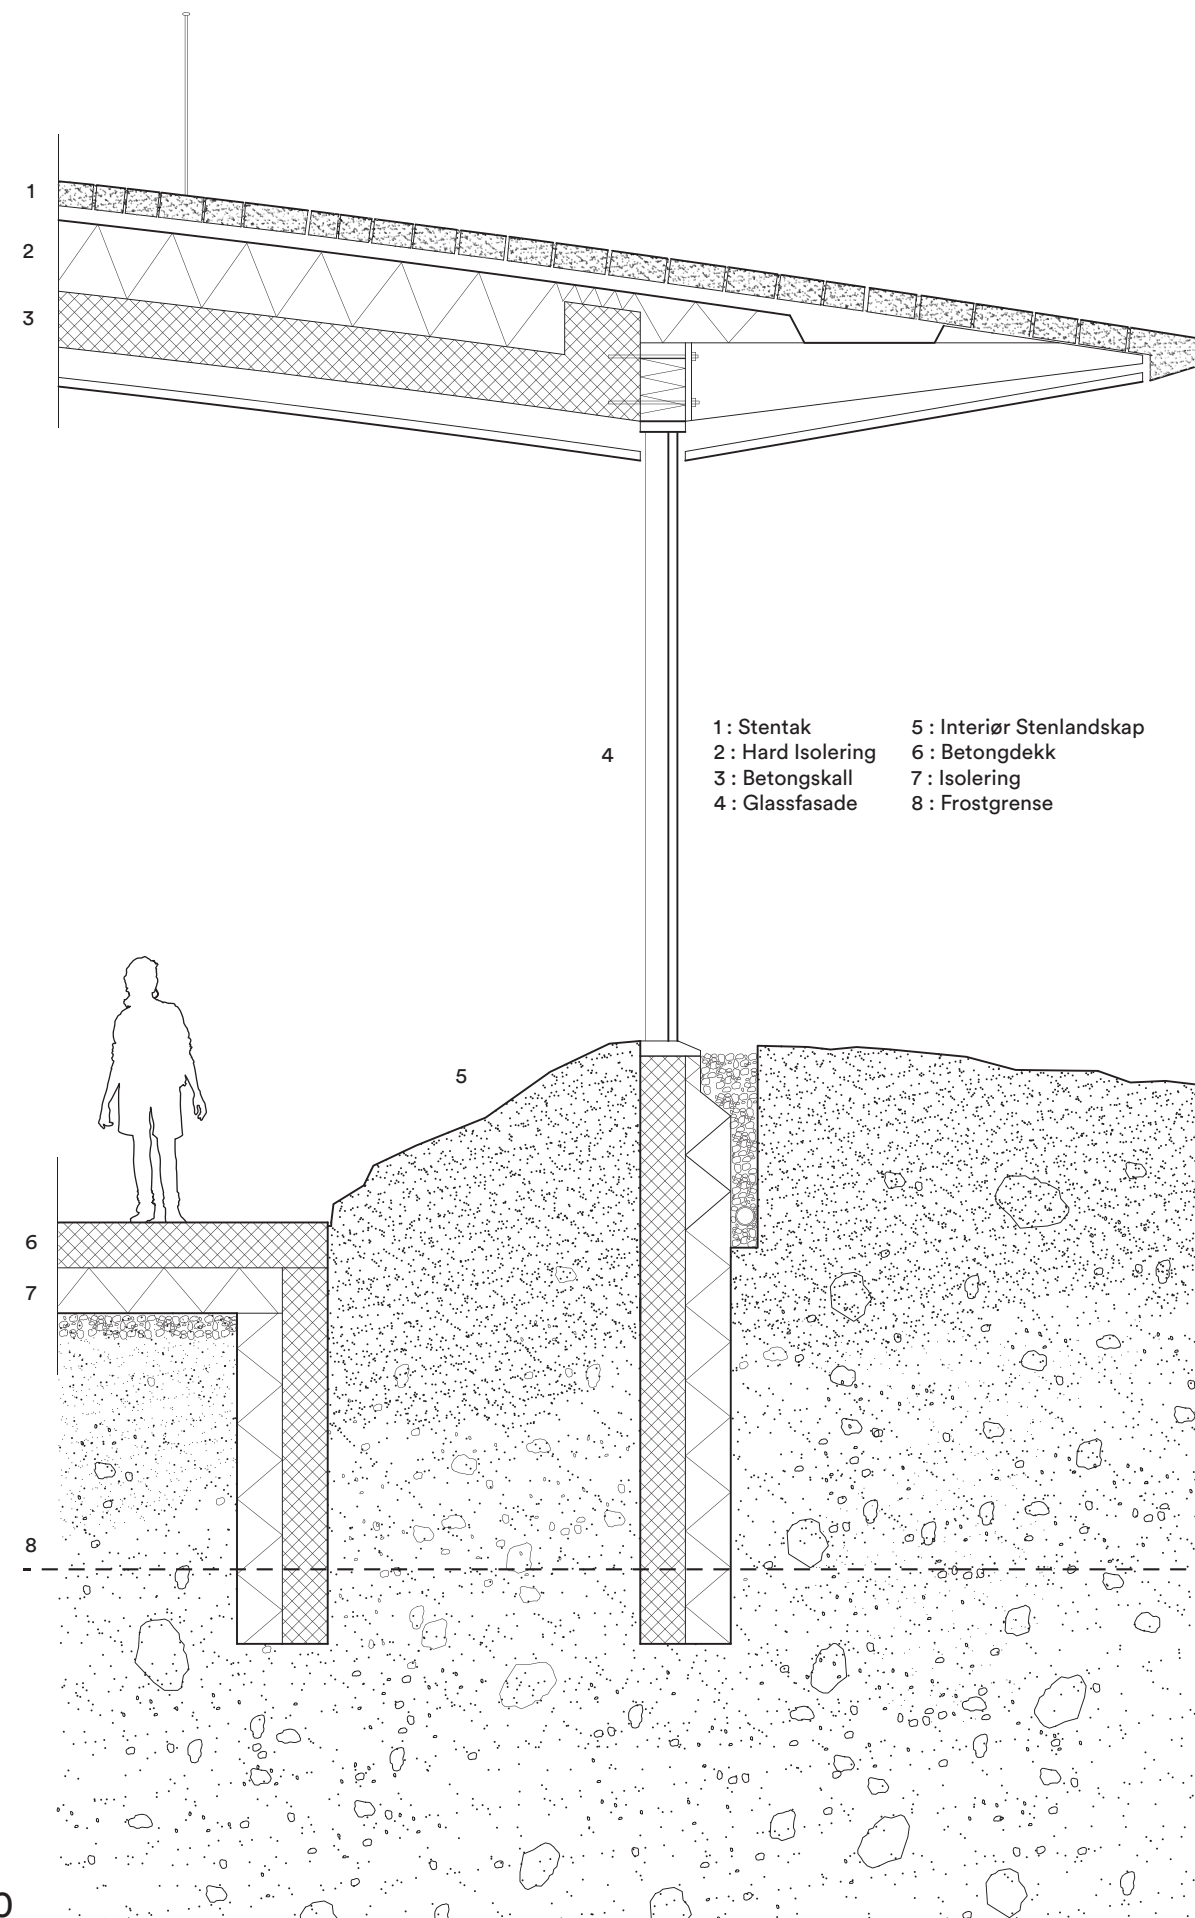 1
2
3
4
1 : Stentak
2 : Hard Isolering
3 : Betongskall
4 : Glassfasade
5 : Interiør Stenlandskap
6 : Betongdekk
7 : Isolering
8 : Frostgrense
5
6
7
8
0